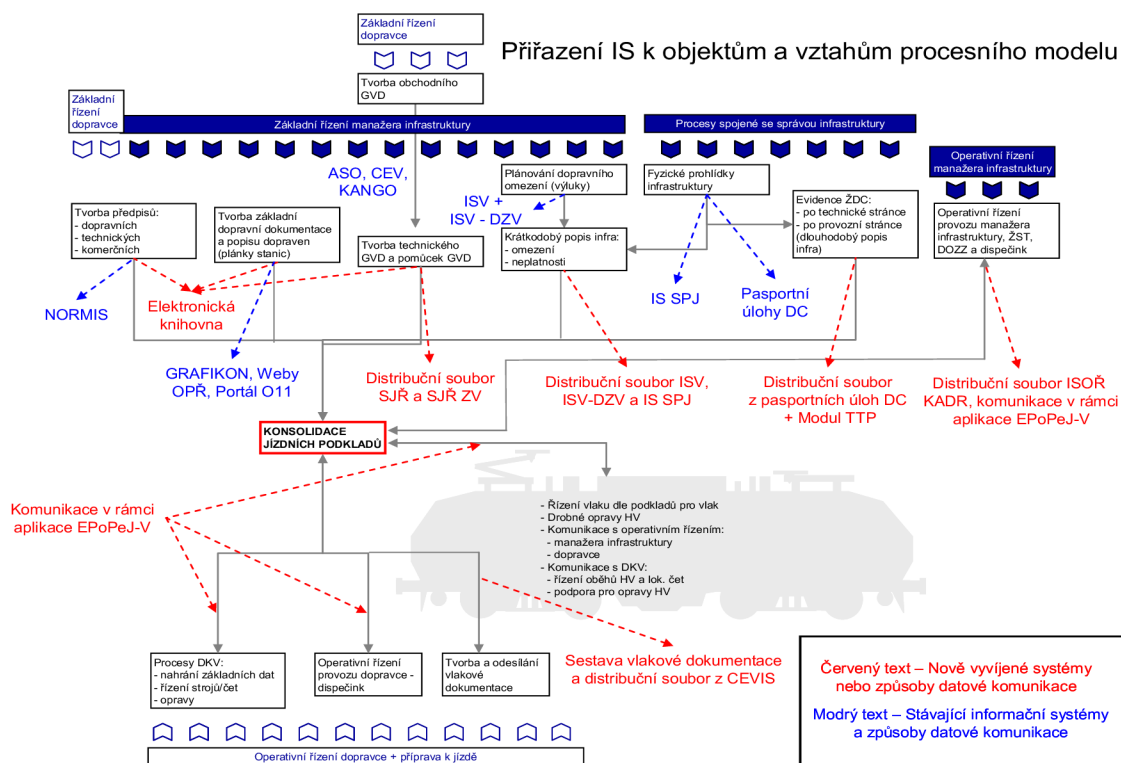 Přiřazení IS k objektům a vztahům procesního modelu
Základní řízení
dopravce
Tvorba obchodního
GVD
Základní
řízení
dopravce
Základní řízení manažera infrastruktury
Procesy spojené se správou infrastruktury
Operativní řízení
manažera infrastruktury
ASO, CEV,
KANGO
Plánování dopravního
omezení (výluky)
Fyzické prohlídky
infrastruktury
ISV +
ISV - DZV
Tvorba předpisů:
- dopravních
- technických
- komerčních
Tvorba základní
dopravní dokumentace
a popisu dopraven
(plánky stanic)
Tvorba technického
GVD a pomůcek GVD
Krátkodobý popis infra:
- omezení
- neplatnosti
Evidence ŽDC:
- po technické stránce
- po provozní stránce
(dlouhodobý popis
infra)
Operativní řízení
provozu manažera
infrastruktury, ŽST,
DOZZ a dispečink
NORMIS
Elektronická
knihovna
IS SPJ
Pasportní
úlohy DC
GRAFIKON, Weby
OPŘ, Portál O11
Distribuční soubor
SJŘ a SJŘ ZV
Distribuční soubor ISV,
ISV-DZV a IS SPJ
Distribuční soubor
z pasportních úloh DC
+ Modul TTP
Distribuční soubor ISOŘ
KADR, komunikace v rámci
aplikace EPoPeJ-V
KONSOLIDACE
JÍZDNÍCH PODKLADŮ
Komunikace v rámci
aplikace EPoPeJ-V
- Řízení vlaku dle podkladů pro vlak
- Drobné opravy HV
- Komunikace s operativním řízením:
- manažera infrastruktury
- dopravce
- Komunikace s DKV:
- řízení oběhů HV a lok. čet
- podpora pro opravy HV
Procesy DKV:
- nahrání základních dat
- řízení strojů/čet
- opravy
Operativní řízení
provozu dopravce -
dispečink
Tvorba a odesílání
vlakové
dokumentace
Sestava vlakové dokumentace
a distribuční soubor z CEVIS
Operativní řízení dopravce + příprava k jízdě
Červený text – Nově vyvíjené systémy
nebo způsoby datové komunikace
Modrý text – Stávající informační systémy
a způsoby datové komunikace